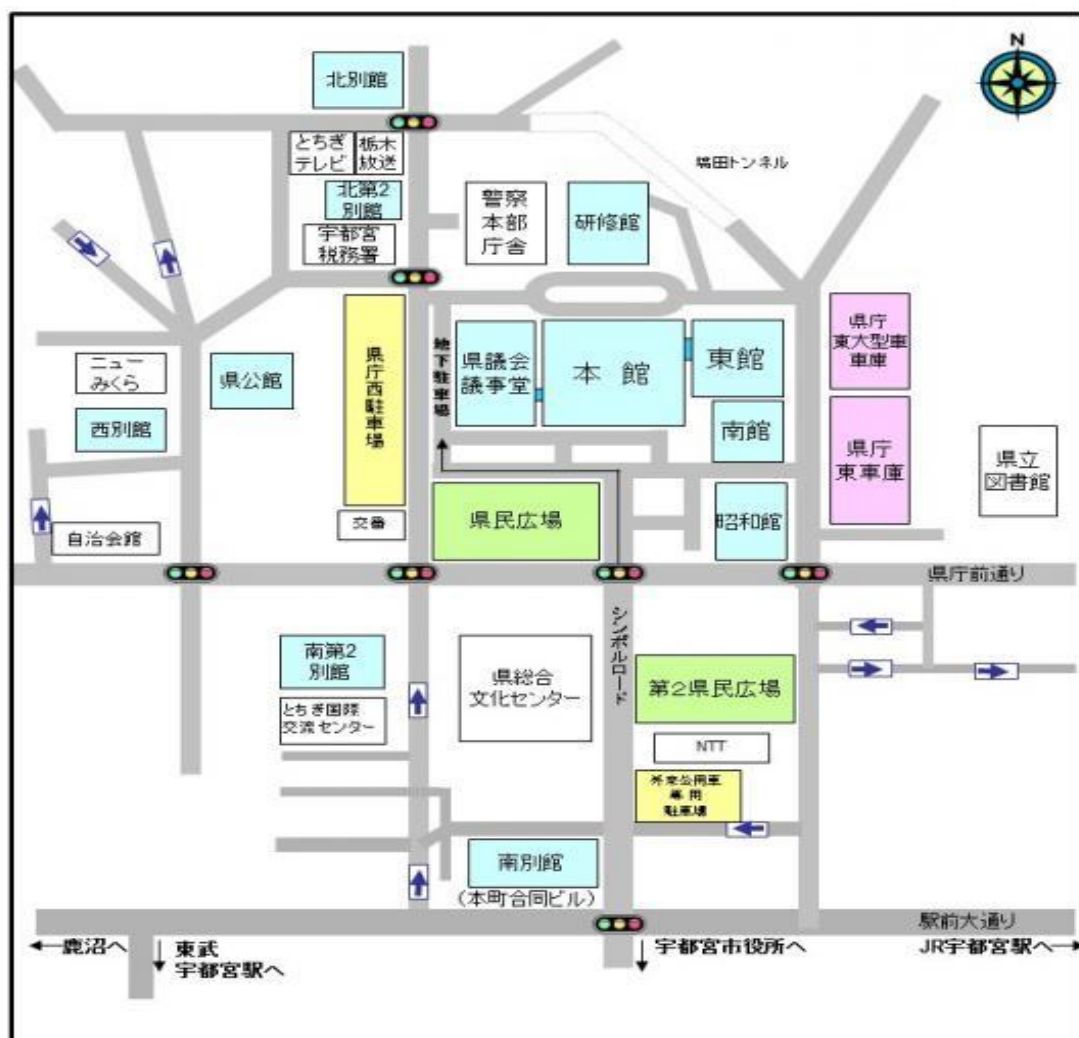 N
北別館
とちぎ
テレビ
栃木
放送
塙田トンネル
北第2
別館
警察
本部
庁舎
研修館
宇都宮
税務署
県庁西駐車場
地下駐車場
県議会
議事堂
本館
東館
県庁
東大型車
車庫
ニュー
みくら
県公館
西別館
南館
県庁
東車庫
県立
図書館
県民広場
昭和館
交番
自治会館
県庁前通り
シンボルロード
南第2
別館
県総合
文化センター
第2県民広場
とちぎ国際
交流センター
NTT
外来公用車
専用
駐車場
南別館
(本町合同ビル)
駅前大通り
鹿沼へ
東武
宇都宮駅へ
宇都宮市役所へ
JR宇都宮駅へ